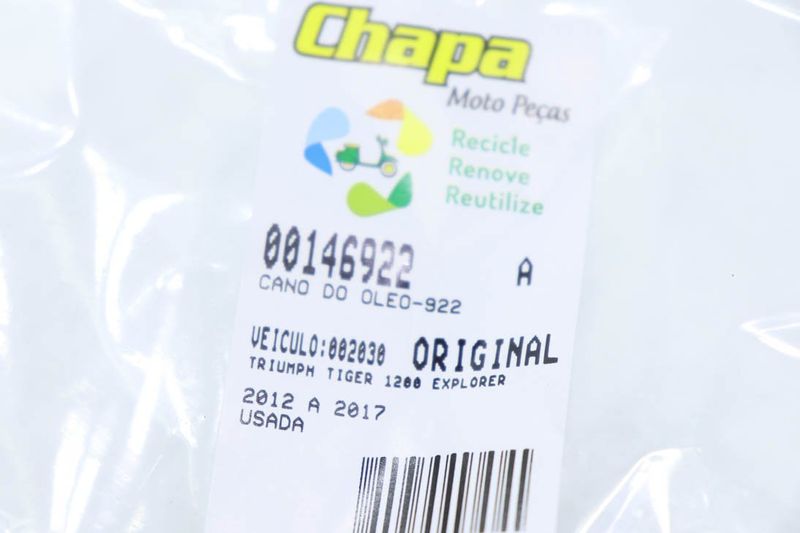 Chapa
Moto Peças
Recicle
Renove
Reutilize
00146922 A
CANO DO OLEO-922
VEICULO:002030 ORIGINAL
TRIUMPH TIGER 1200 EXPLORER
2012 A 2017
USADA